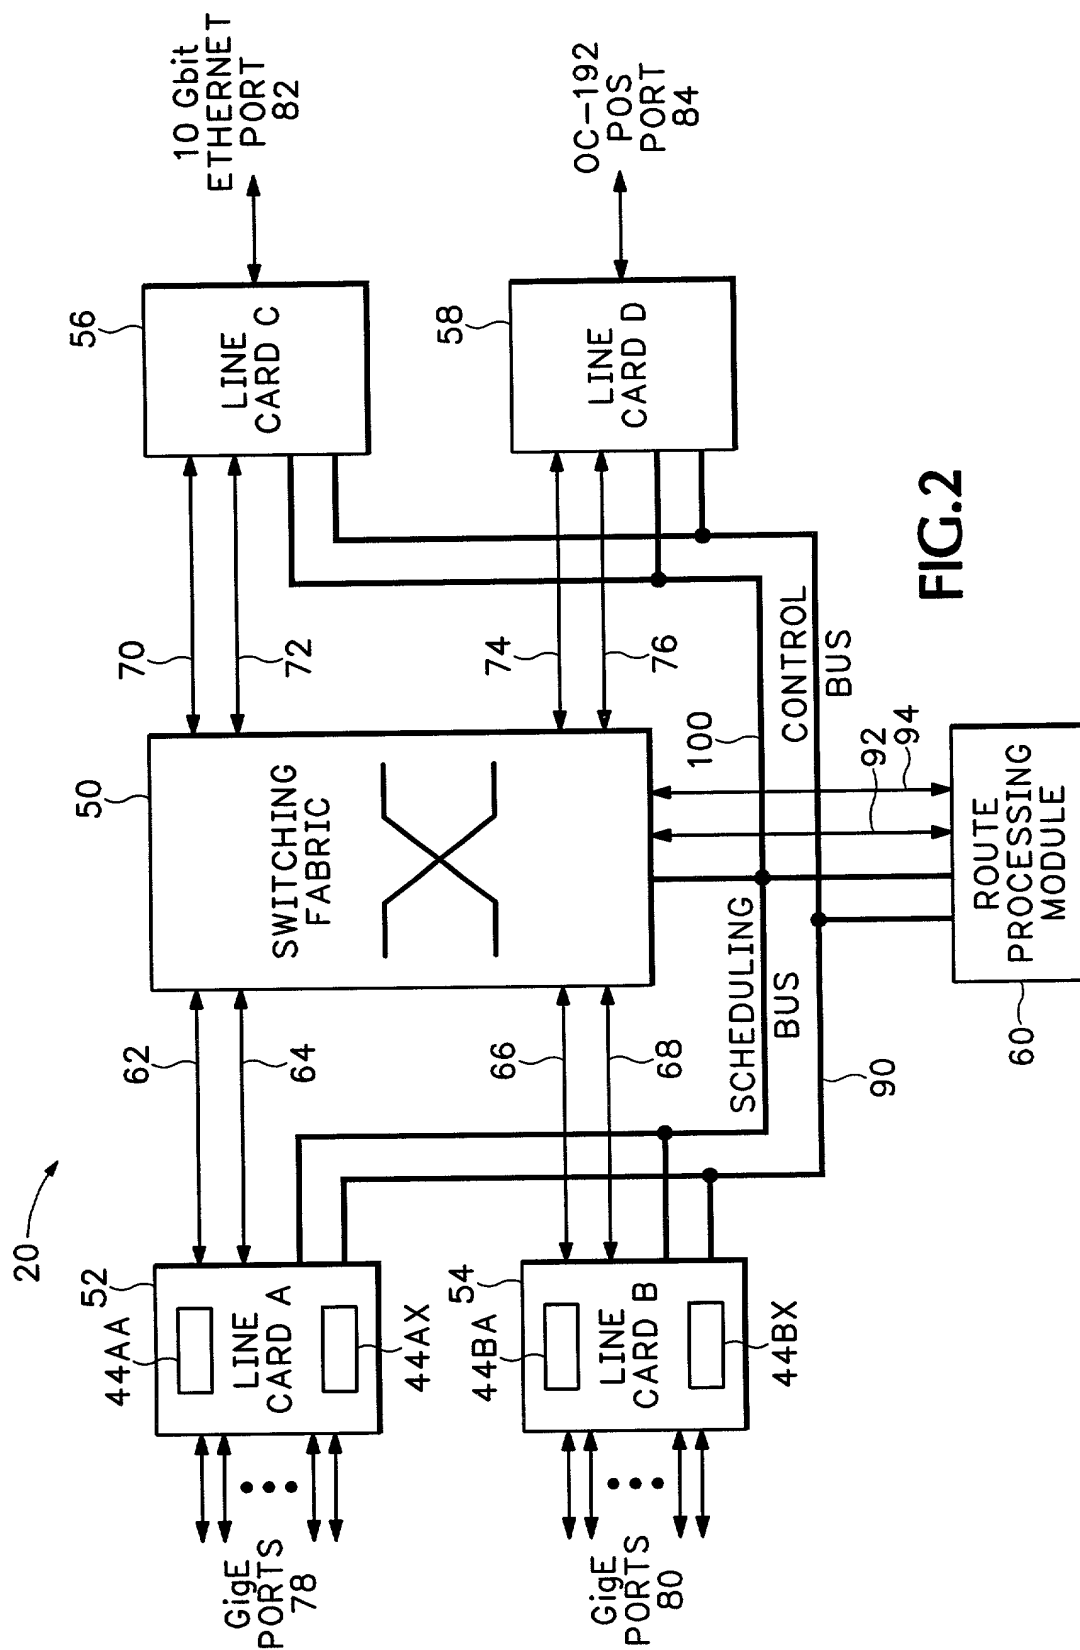 20
GigE
PORTS
78
44AA
52
LINE
CARD A
44AX
62
64
50
SWITCHING
FABRIC
70
72
56
LINE
CARD C
10 Gbit
ETHERNET
PORT
82
GigE
PORTS
80
44BA
54
LINE
CARD B
44BX
66
68
74
76
58
LINE
CARD D
OC-192
POS
PORT
84
SCHEDULING
BUS
100
CONTROL
BUS
90
92
94
60
ROUTE
PROCESSING
MODULE
FIG.2